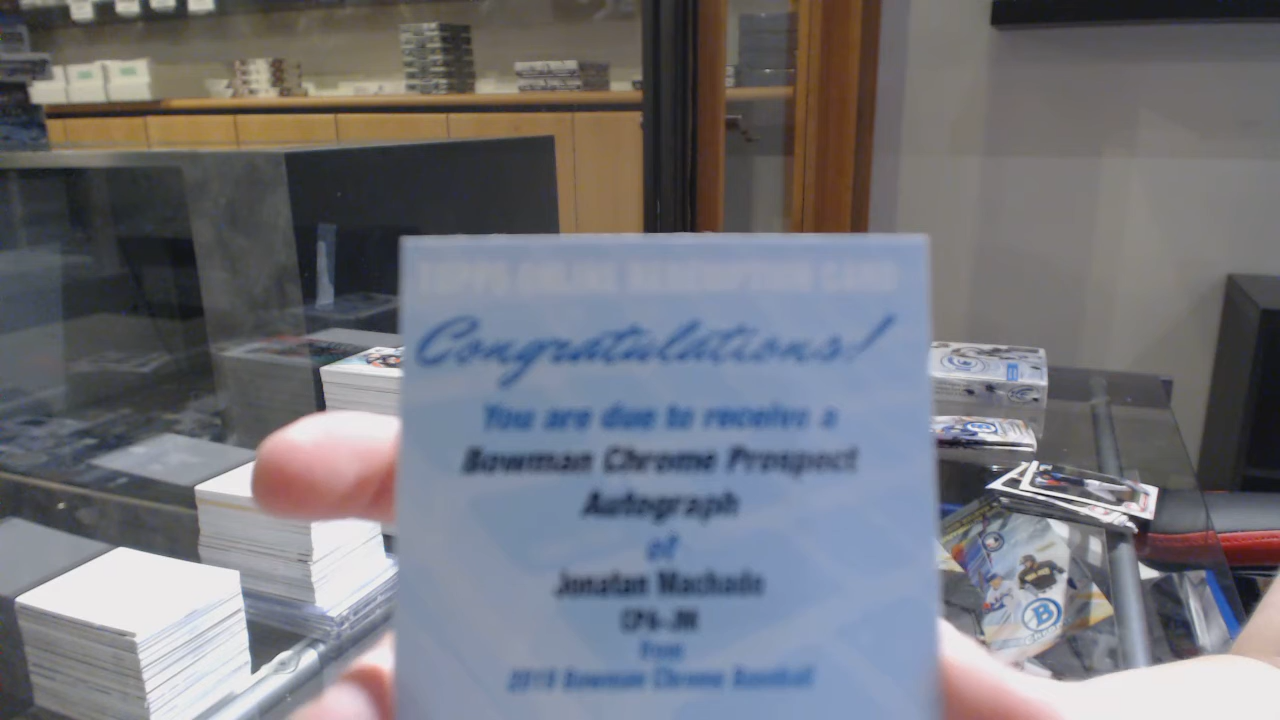 TOPPS ONLINE REDEMPTION CARD
Congratulations!
You are due to receive a
Bowman Chrome Prospect
Autograph
of
Jonatan Machado
CPA-JM
From
2019 Bowman Chrome Baseball
B